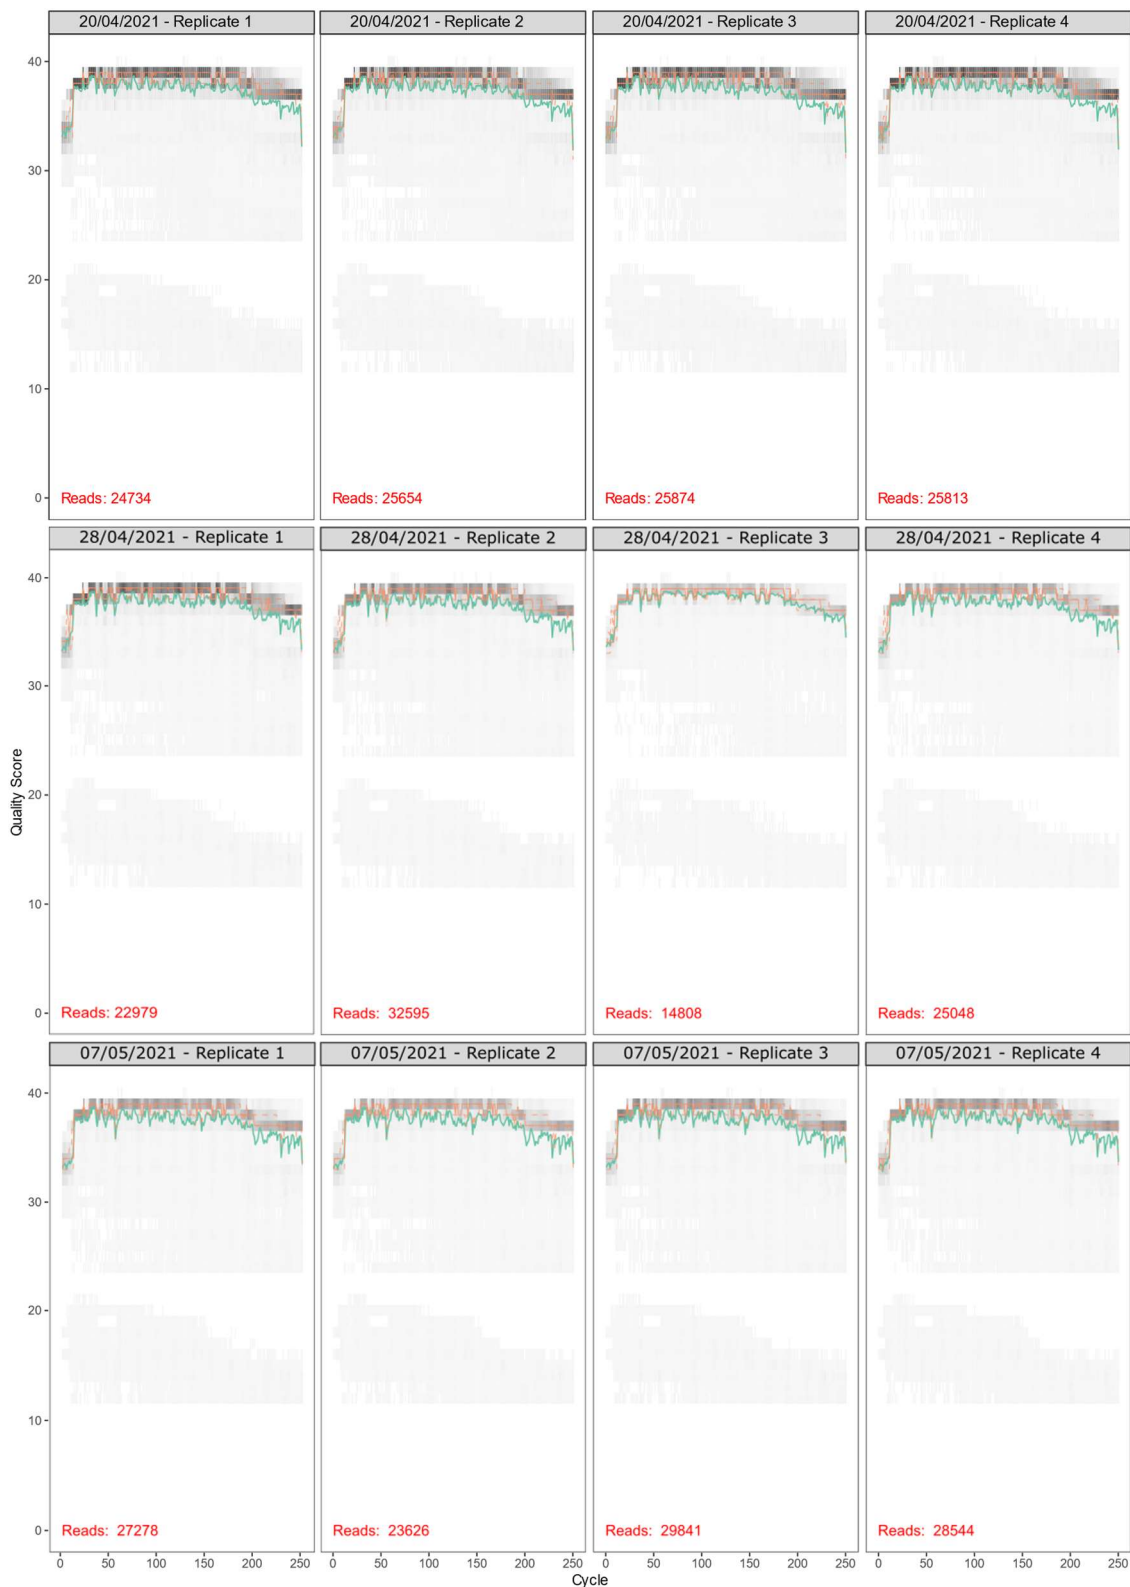 20/04/2021 - Replicate 1
20/04/2021 - Replicate 2
20/04/2021 - Replicate 3
20/04/2021 - Replicate 4
40
30
20
10
0
Reads: 24734
Reads: 25654
Reads: 25874
Reads: 25813
28/04/2021 - Replicate 1
28/04/2021 - Replicate 2
28/04/2021 - Replicate 3
28/04/2021 - Replicate 4
40
30
Quality Score
20
10
0
Reads: 22979
Reads: 32595
Reads: 14808
Reads: 25048
07/05/2021 - Replicate 1
07/05/2021 - Replicate 2
07/05/2021 - Replicate 3
07/05/2021 - Replicate 4
40
30
20
10
0
Reads: 27278
Reads: 23626
Reads: 29841
Reads: 28544
0 50 100 150 200 250
0 50 100 150 200 250
0 50 100 150 200 250
0 50 100 150 200 250
Cycle